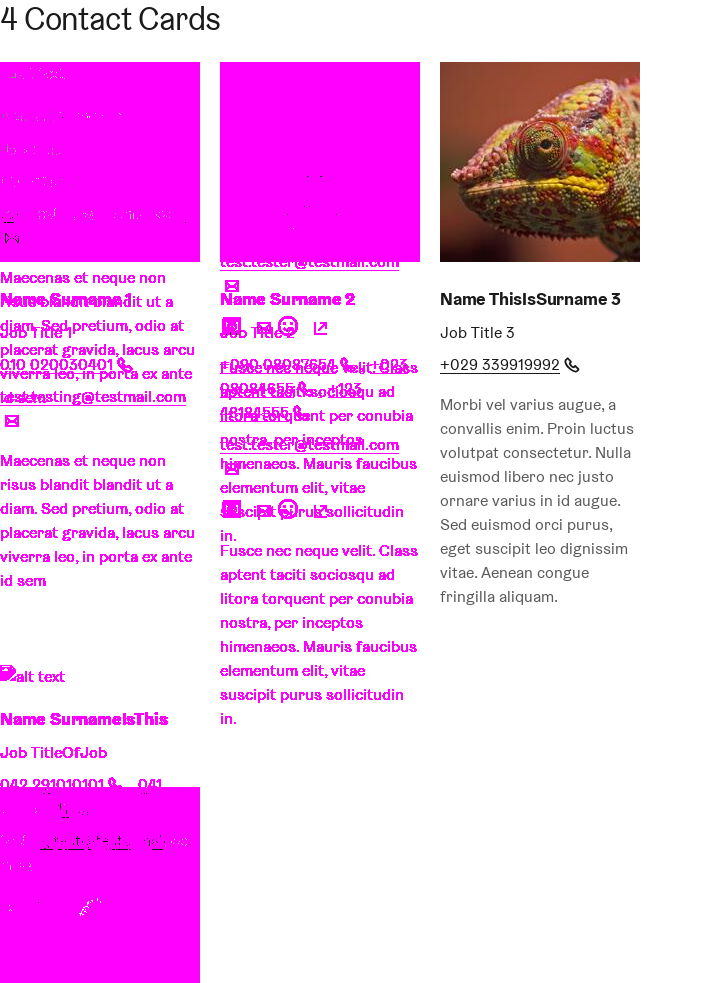 4 Contact Cards
test.tester@testmail.com
Maecenas et neque non
Name Surname 1
risus blandit blandit ut a
diam. Sed pretium, odio at
Job Title 1
placerat gravida, lacus arcu
010 020030401
viverra leo, in porta ex ante
id sem
test.testing@testmail.com
Maecenas et neque non
risus blandit blandit ut a
diam. Sed pretium, odio at
placerat gravida, lacus arcu
viverra leo, in porta ex ante
id sem
Name Surname 2
Job Title 2
Fusce nec neque velit. Class
aptent taciti sociosqu ad
litora torquent per conubia
nostra, per inceptos
test.tester@testmail.com
himenaeos. Mauris faucibus
elementum elit, vitae
suscipit purus sollicitudin
in.
Fusce nec neque velit. Class
aptent taciti sociosqu ad
litora torquent per conubia
nostra, per inceptos
himenaeos. Mauris faucibus
elementum elit, vitae
suscipit purus sollicitudin
in.
Name ThisIsSurname 3
Job Title 3
+029 339919992
Morbi vel varius augue, a
convallis enim. Proin luctus
volutpat consectetur. Nulla
euismod libero nec justo
ornare varius in id augue.
Sed euismod orci purus,
eget suscipit leo dignissim
vitae. Aenean congue
fringilla aliquam.
alt text
Name SurnameIsThis
Job TitleOfJob
042 291010101 041